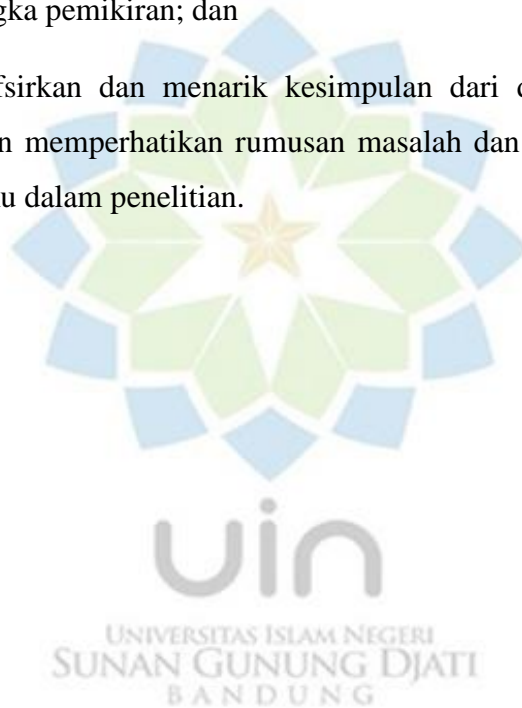 gka pemikiran; dan
fsirkan dan menarik kesimpulan dari
n memperhatikan rumusan masalah dan
u dalam penelitian.
uin
UNIVERSITAS ISLAM NEGERI
SUNAN GUNUNG DJATI
BANDUNG